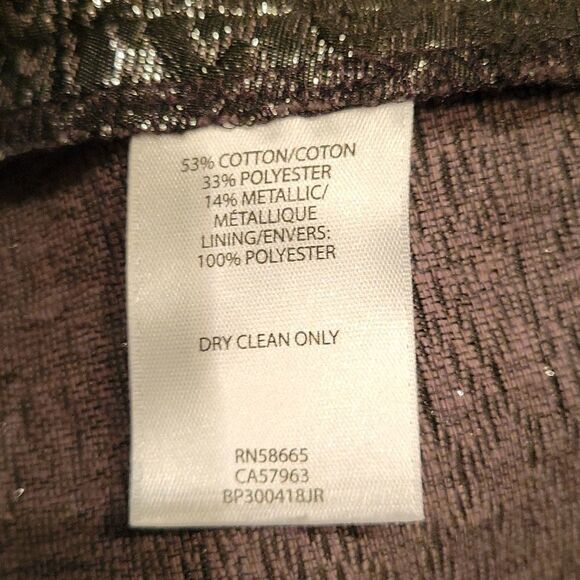 53% COTTON/COTON
33% POLYESTER
14% METALLIC/
MÉTALLIQUE
LINING/ENVERS:
100% POLYESTER
DRY CLEAN ONLY
RN58665
CA57963
BP300418JR